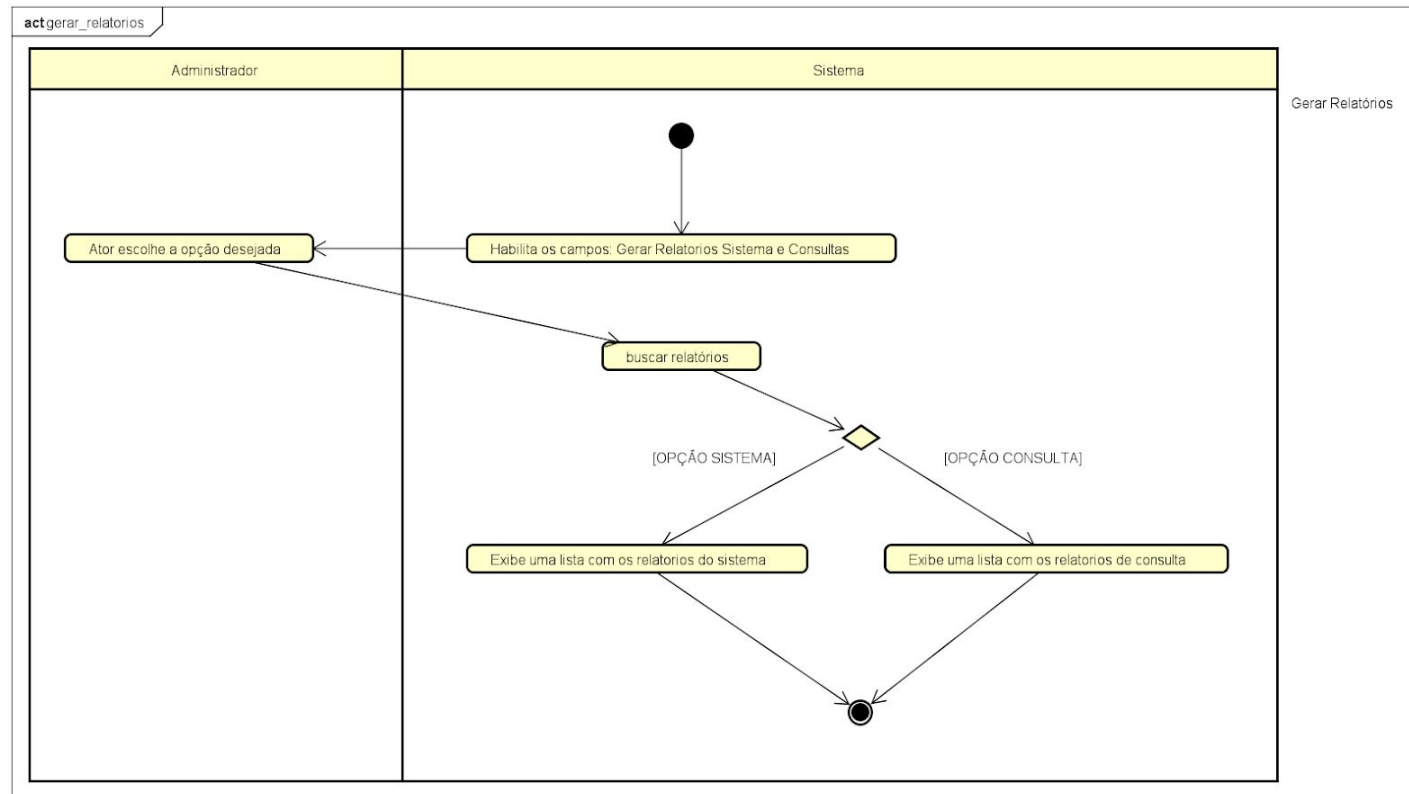 act gerar_relatorios
Administrador
Sistema
Gerar Relatórios
Ator escolhe a opção desejada
Habilita os campos: Gerar Relatorios Sistema e Consultas
buscar relatórios
[OPÇÃO SISTEMA]
[OPÇÃO CONSULTA]
Exibe uma lista com os relatorios do sistema
Exibe uma lista com os relatorios de consulta